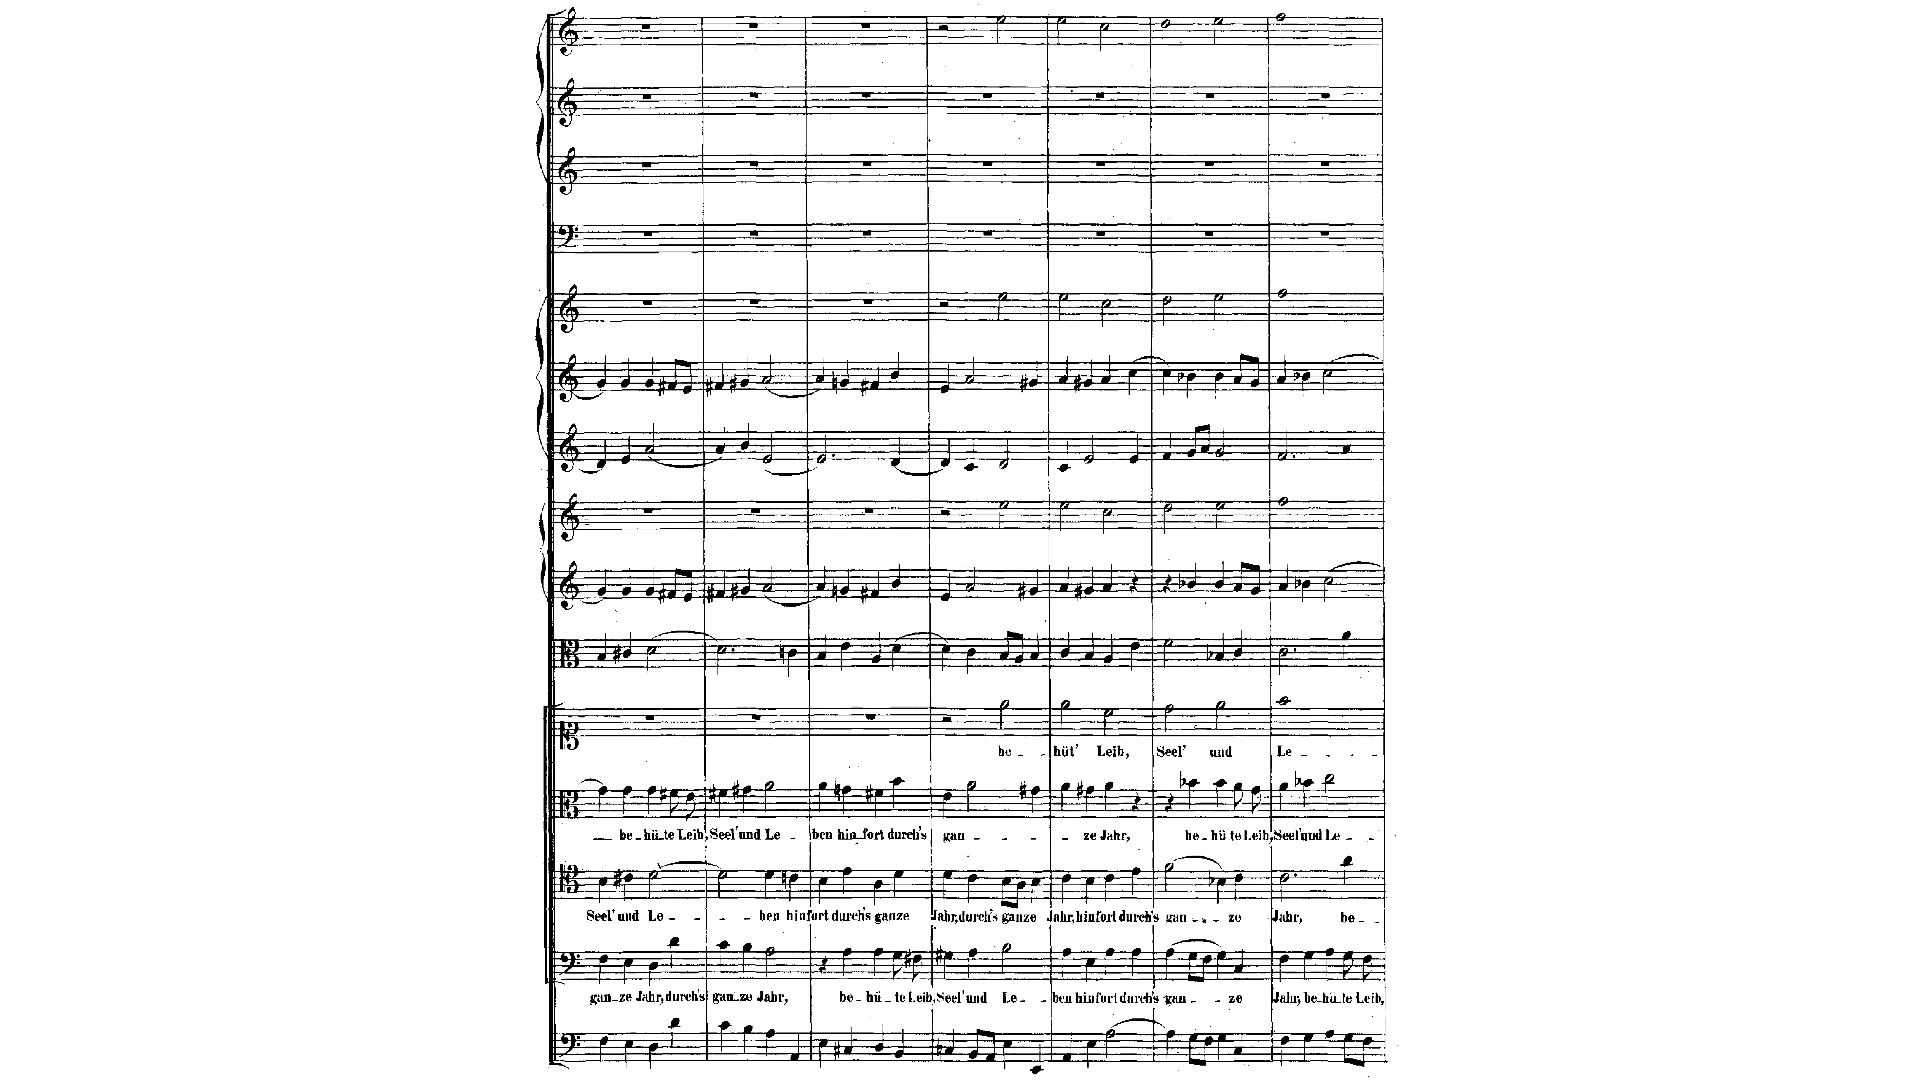 be - - hüt' Leib, Seel' und Le - - - -
be - hü - te Leib, Seel' und Le - ben hin - fort durch's gan - - - - ze Jahr, be - hü - te Leib, Seel' und Le - -
Seel' und Le - - - - ben hinfort durch's ganze Jahr, durch's ganze Jahr, hinfort durch's gan - - - ze Jahr, be - -
gan - ze Jahr, durch's gan - ze Jahr, be - hü - te Leib, Seel' und Le - - ben hinfort durch's gan - - - ze Jahr, be - hü - te Leib,